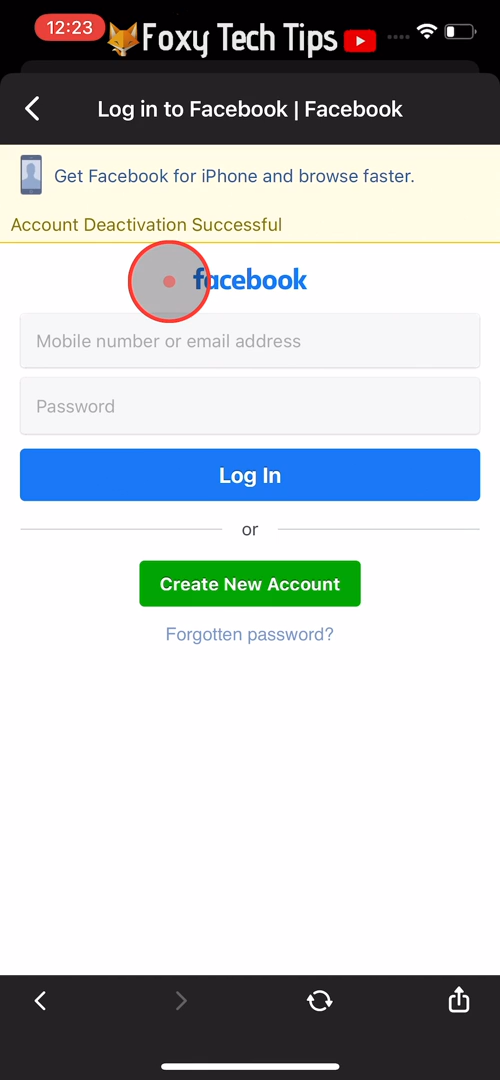 12:23
Foxy Tech Tips
Log in to Facebook | Facebook
Get Facebook for iPhone and browse faster.
Account Deactivation Successful
facebook
Mobile number or email address
Password
Log In
or
Create New Account
Forgotten password?